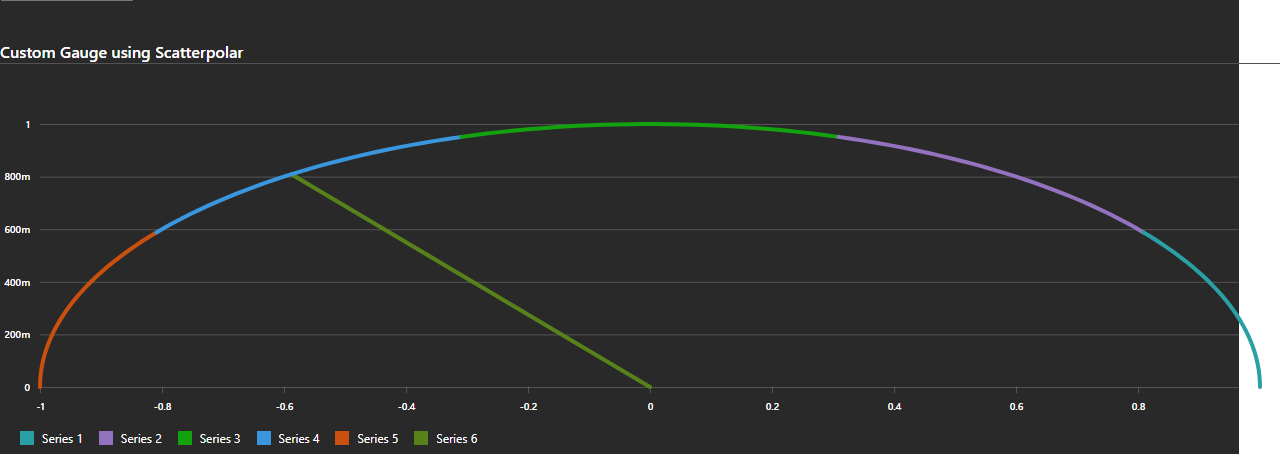 Custom Gauge using Scatterpolar
1
800m
600m
400m
200m
0
-1 -0.8 -0.6 -0.4 -0.2 0 0.2 0.4 0.6 0.8
Series 1 Series 2 Series 3 Series 4 Series 5 Series 6